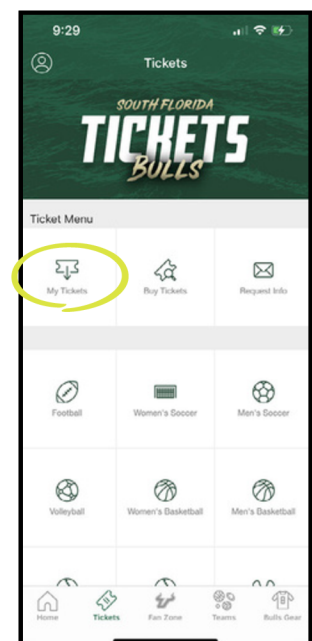 9:29
Tickets
SOUTH FLORIDA
TICKETS
BULLS
Ticket Menu
My Tickets
Buy Tickets
Request Info
Football
Women's Soccer
Men's Soccer
Volleyball
Women's Basketball
Men's Basketball
Home
Tickets
Fan Zone
Teams
Bulls Gear